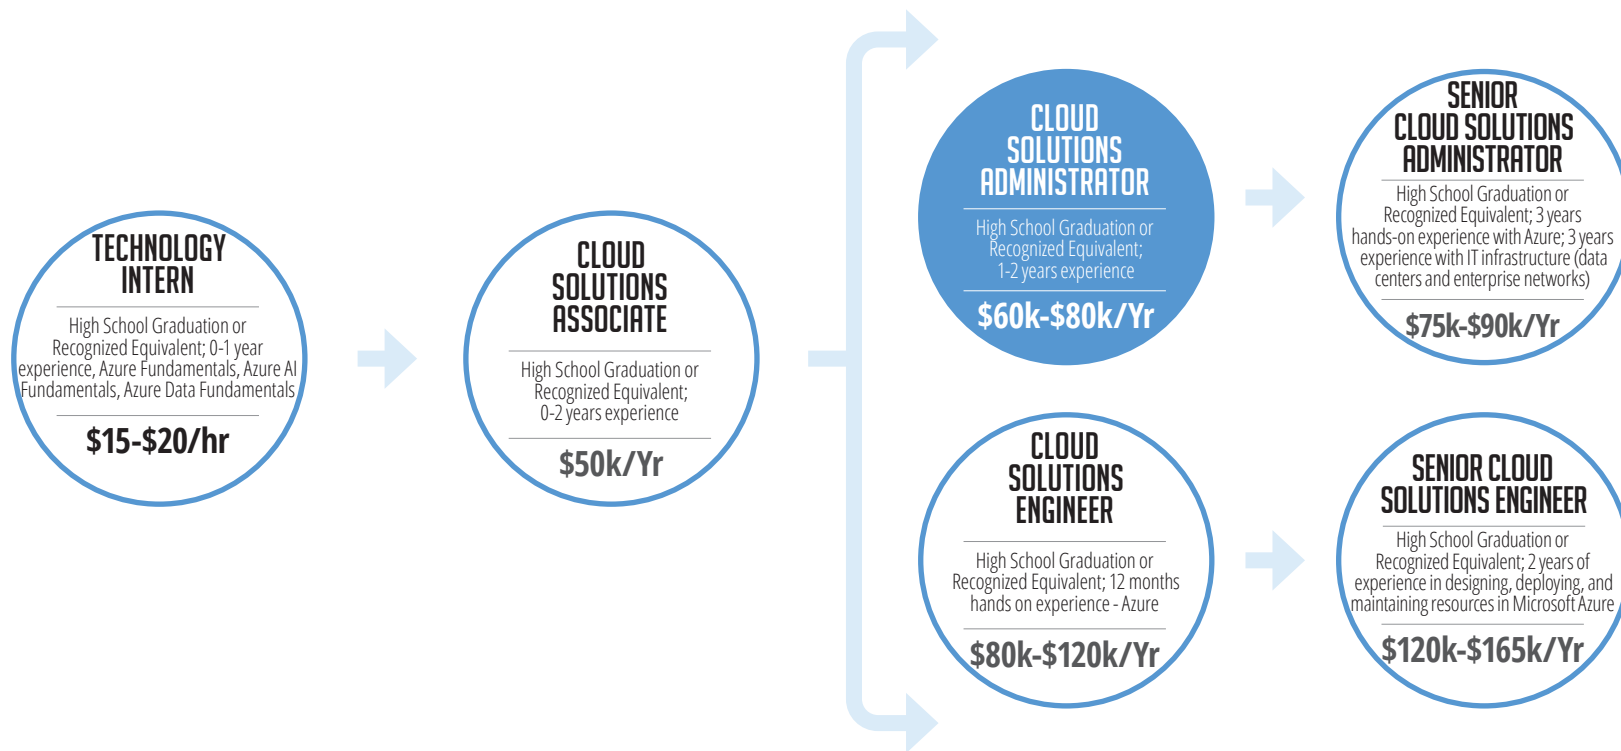 TECHNOLOGY
INTERN
High School Graduation or
Recognized Equivalent; 0-1 year
experience, Azure Fundamentals, Azure AI
Fundamentals, Azure Data Fundamentals
$15-$20/hr
CLOUD
SOLUTIONS
ASSOCIATE
High School Graduation or
Recognized Equivalent;
0-2 years experience
$50k/Yr
CLOUD
SOLUTIONS
ADMINISTRATOR
High School Graduation or
Recognized Equivalent;
1-2 years experience
$60k-$80k/Yr
SENIOR
CLOUD SOLUTIONS
ADMINISTRATOR
High School Graduation or
Recognized Equivalent; 3 years
hands-on experience with Azure; 3 years
experience with IT infrastructure (data
centers and enterprise networks)
$75k-$90k/Yr
CLOUD
SOLUTIONS
ENGINEER
High School Graduation or
Recognized Equivalent; 12 months
hands on experience - Azure
$80k-$120k/Yr
SENIOR CLOUD
SOLUTIONS ENGINEER
High School Graduation or
Recognized Equivalent; 2 years of
experience in designing, deploying, and
maintaining resources in Microsoft Azure
$120k-$165k/Yr